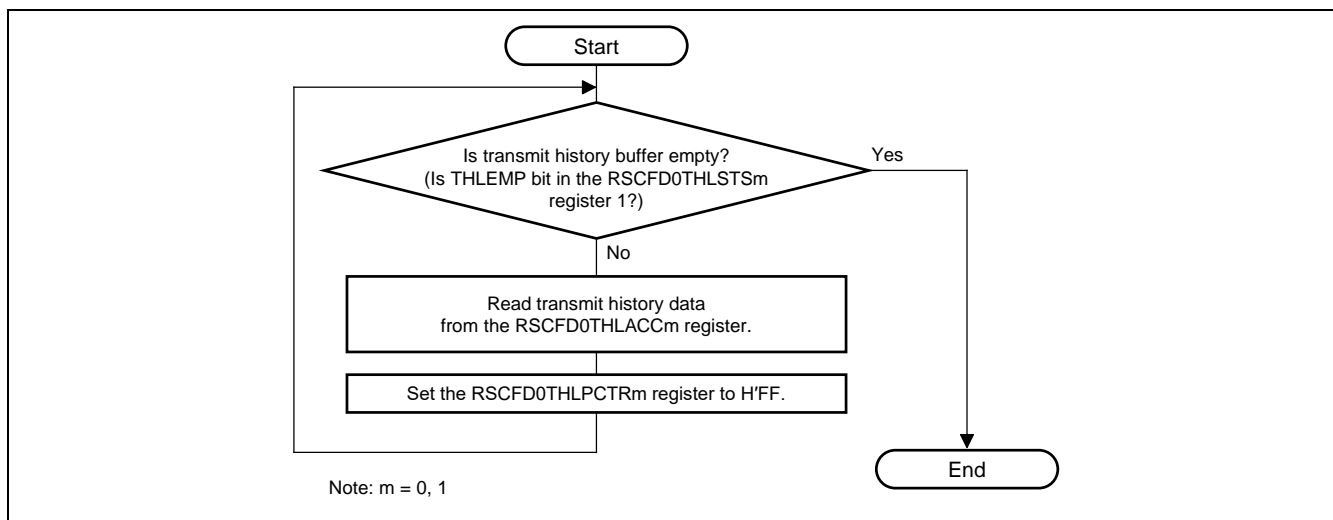 Start
Is transmit history buffer empty?
(Is THLEMP bit in the RSCFD0THLSTSm
register 1?)
Yes
No
Read transmit history data
from the RSCFD0THLACCm register.
Set the RSCFD0THLPCTRm register to H'FF.
End
Note: m = 0, 1